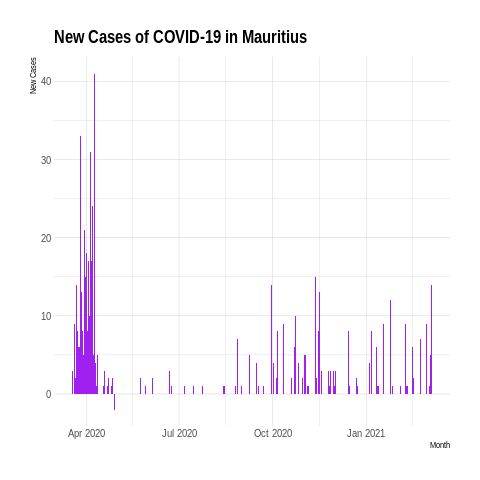 New Cases of COVID-19 in Mauritius
New Cases
40
30
20
10
0
Apr 2020 Jul 2020 Oct 2020 Jan 2021
Month